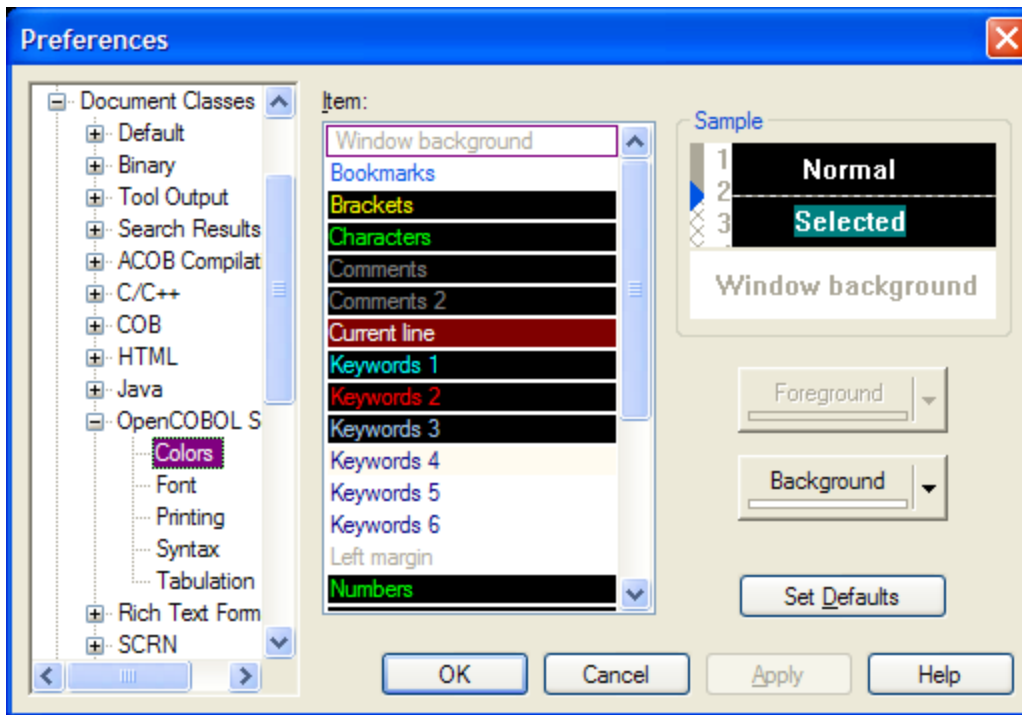 Preferences
Document Classes
Default
Binary
Tool Output
Search Results
ACOB Compilat
C/C++
COB
HTML
Java
OpenCOBOL S
Colors
Font
Printing
Syntax
Tabulation
Rich Text Form
SCRN
Item:
Window background
Bookmarks
Brackets
Characters
Comments
Comments 2
Current line
Keywords 1
Keywords 2
Keywords 3
Keywords 4
Keywords 5
Keywords 6
Left margin
Numbers
Sample
1 Normal
2
3 Selected
Window background
Foreground
Background
Set Defaults
OK Cancel Apply Help